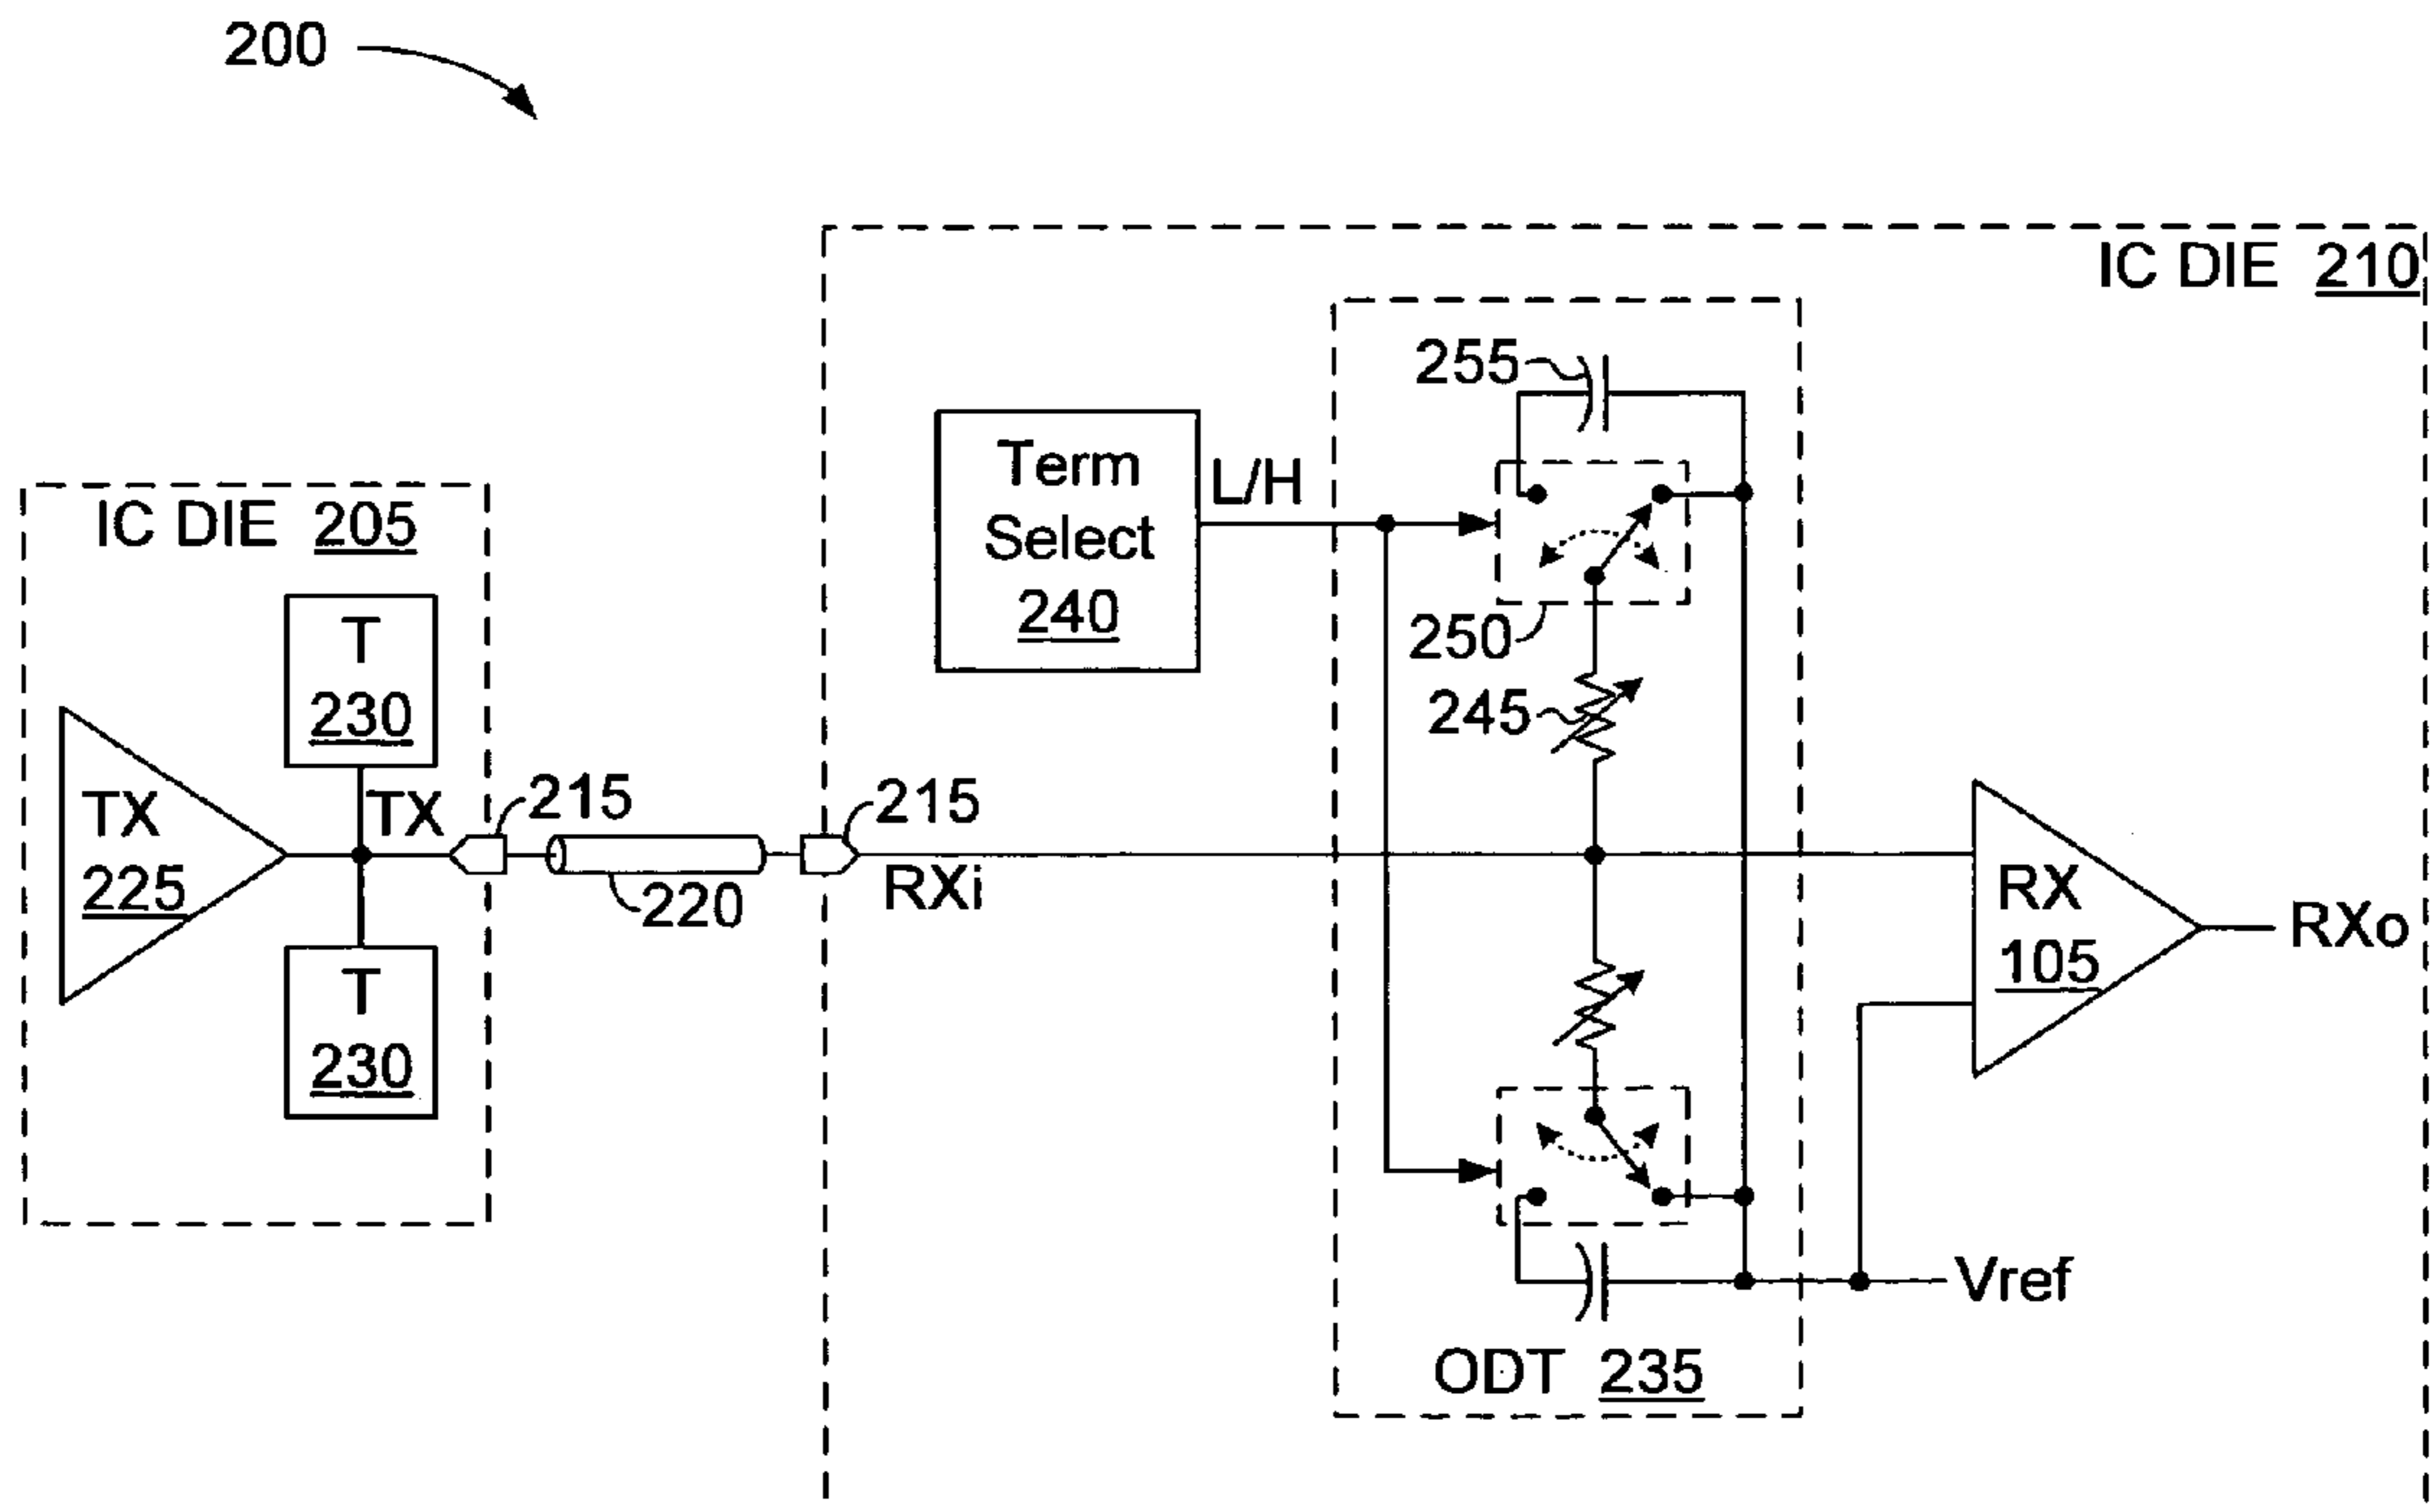 200
IC DIE 210
255
Term
Select
240
L/H
IC DIE 205
T
230
250
245
TX
225
TX
215
215
220
RXi
RX
105
RXo
T
230
Vref
ODT 235